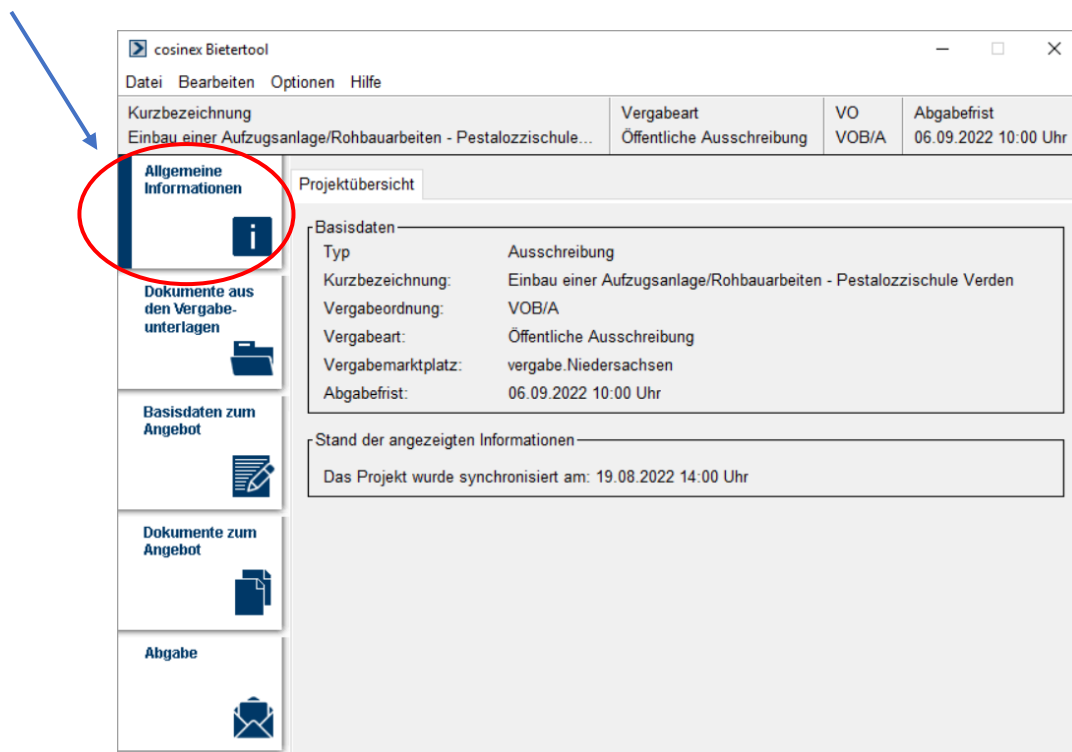 cosinex Bietertool
Datei Bearbeiten Optionen Hilfe
Kurzbezeichnung Vergabeart VO Abgabefrist
Einbau einer Aufzugsanlage/Rohbauarbeiten - Pestalozzischule... Öffentliche Ausschreibung VOB/A 06.09.2022 10:00 Uhr
Allgemeine
Informationen
Projektübersicht
Basisdaten
Typ Ausschreibung
Kurzbezeichnung: Einbau einer Aufzugsanlage/Rohbauarbeiten - Pestalozzischule Verden
Vergabeordnung: VOB/A
Vergabeart: Öffentliche Ausschreibung
Vergabemarktplatz: vergabe.Niedersachsen
Abgabefrist: 06.09.2022 10:00 Uhr
Stand der angezeigten Informationen
Das Projekt wurde synchronisiert am: 19.08.2022 14:00 Uhr
Dokumente aus
den Vergabe-
unterlagen
Basisdaten zum
Angebot
Dokumente zum
Angebot
Abgabe